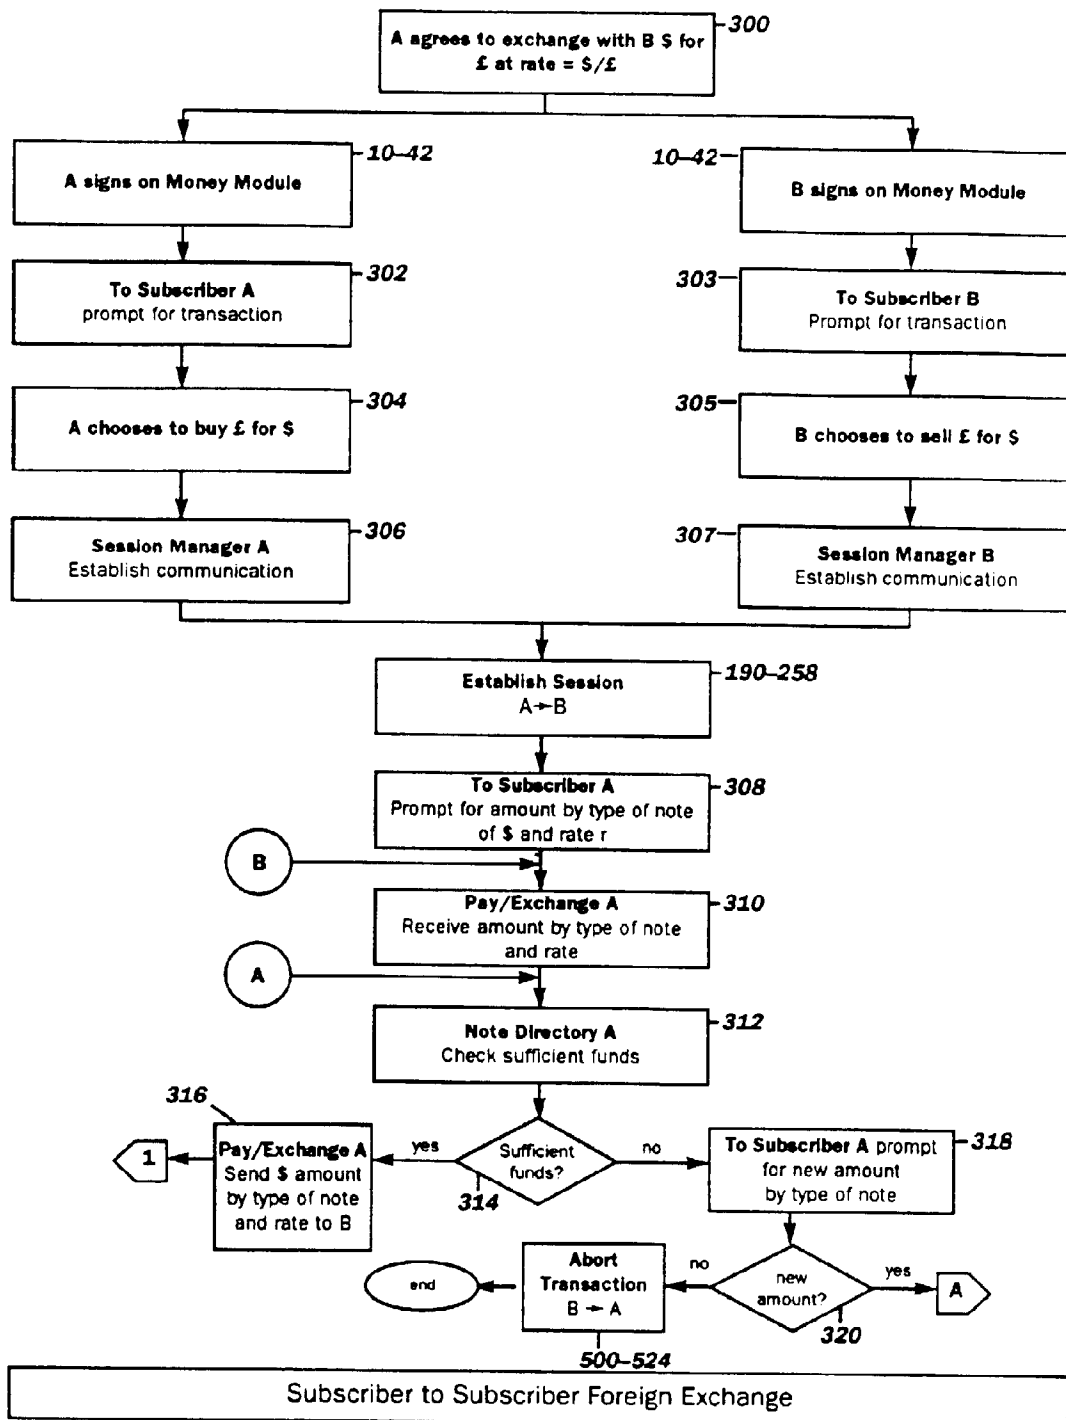 A agrees to exchange with B $ for
£ at rate = $/£
300
10–42
A signs on Money Module
10–42
B signs on Money Module
302
To Subscriber A
prompt for transaction
303
To Subscriber B
Prompt for transaction
304
A chooses to buy £ for $
305
B chooses to sell £ for $
306
Session Manager A
Establish communication
307
Session Manager B
Establish communication
190–258
Establish Session
A→B
308
To Subscriber A
Prompt for amount by type of note
of $ and rate r
B
310
Pay/Exchange A
Receive amount by type of note
and rate
A
312
Note Directory A
Check sufficient funds
316
1
Pay/Exchange A
Send $ amount
by type of note
and rate to B
yes
Sufficient
funds?
314
no
318
To Subscriber A prompt
for new amount
by type of note
end
Abort
Transaction
B → A
500–524
no
new
amount?
320
yes
A
Subscriber to Subscriber Foreign Exchange